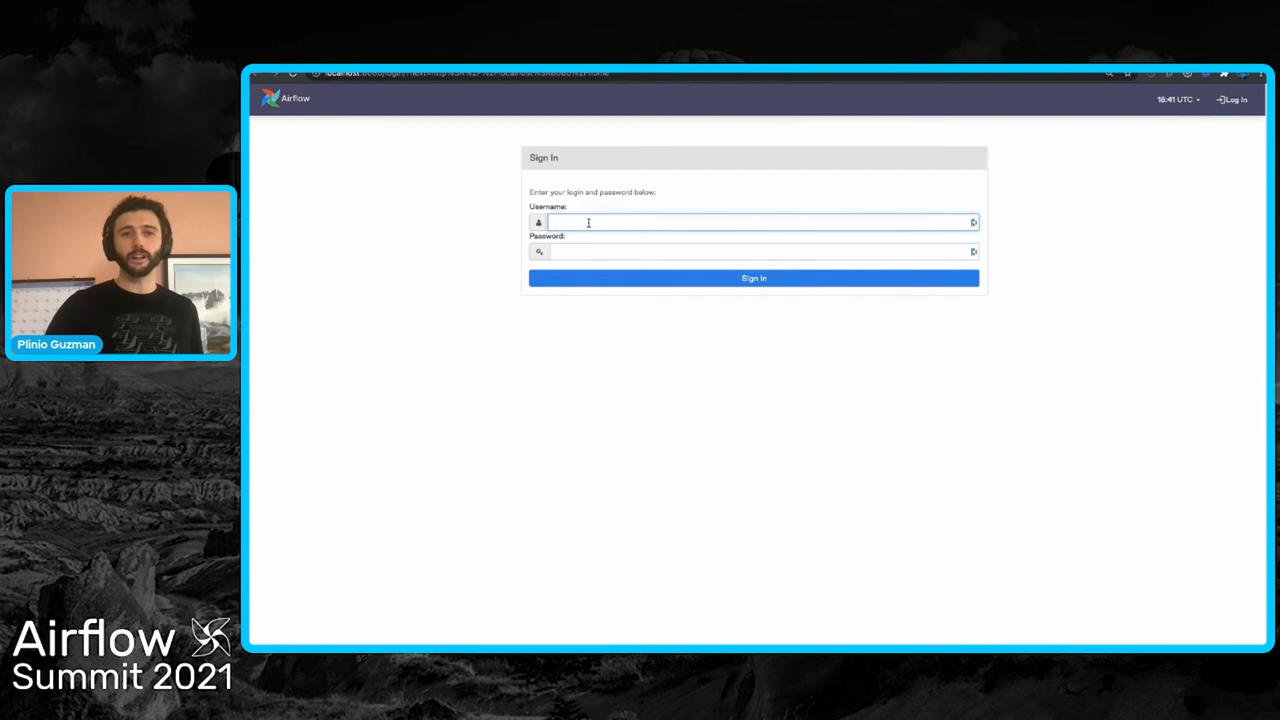 Airflow
18:41 UTC
Log In
Sign In
Enter your login and password below:
Username:
Password:
Sign In
Plinio Guzman
Airflow
Summit 2021